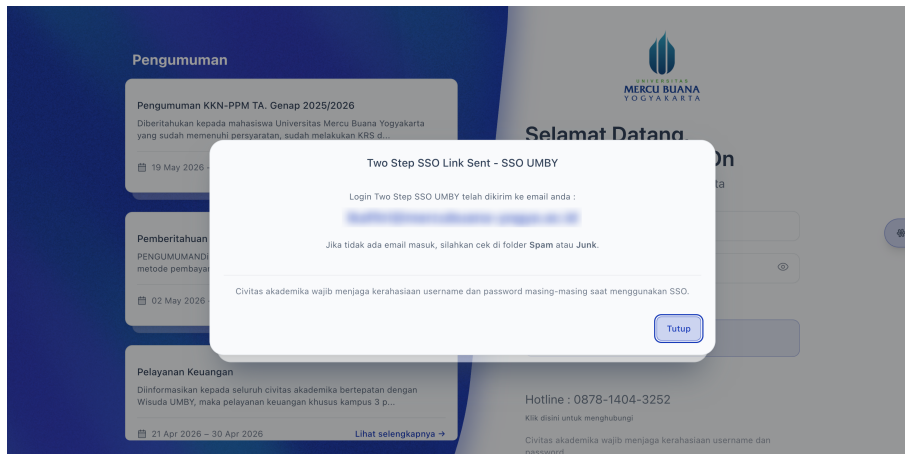 Pengumuman
Pengumuman KKN-PPM TA. Genap 2025/2026
Diberitahukan kepada mahasiswa Universitas Mercu Buana Yogyakarta
yang sudah memenuhi persyaratan, sudah melakukan KRS d...
19 May 2026 –
Pemberitahuan
PENGUMUMANDi
metode pembayar
02 May 2026
Pelayanan Keuangan
Diinformasikan kepada seluruh civitas akademika bertepatan dengan
Wisuda UMBY, maka pelayanan keuangan khusus kampus 3 p...
21 Apr 2026 – 30 Apr 2026
Lihat selengkapnya →
UNIVERSITAS
MERCU BUANA
YOGYAKARTA
Selamat Datang,
On
ta
Two Step SSO Link Sent - SSO UMBY
Login Two Step SSO UMBY telah dikirim ke email anda :
Jika tidak ada email masuk, silahkan cek di folder Spam atau Junk.
Civitas akademika wajib menjaga kerahasiaan username dan password masing-masing saat menggunakan SSO.
Tutup
Hotline : 0878-1404-3252
Klik disini untuk menghubungi
Civitas akademika wajib menjaga kerahasiaan username dan
password